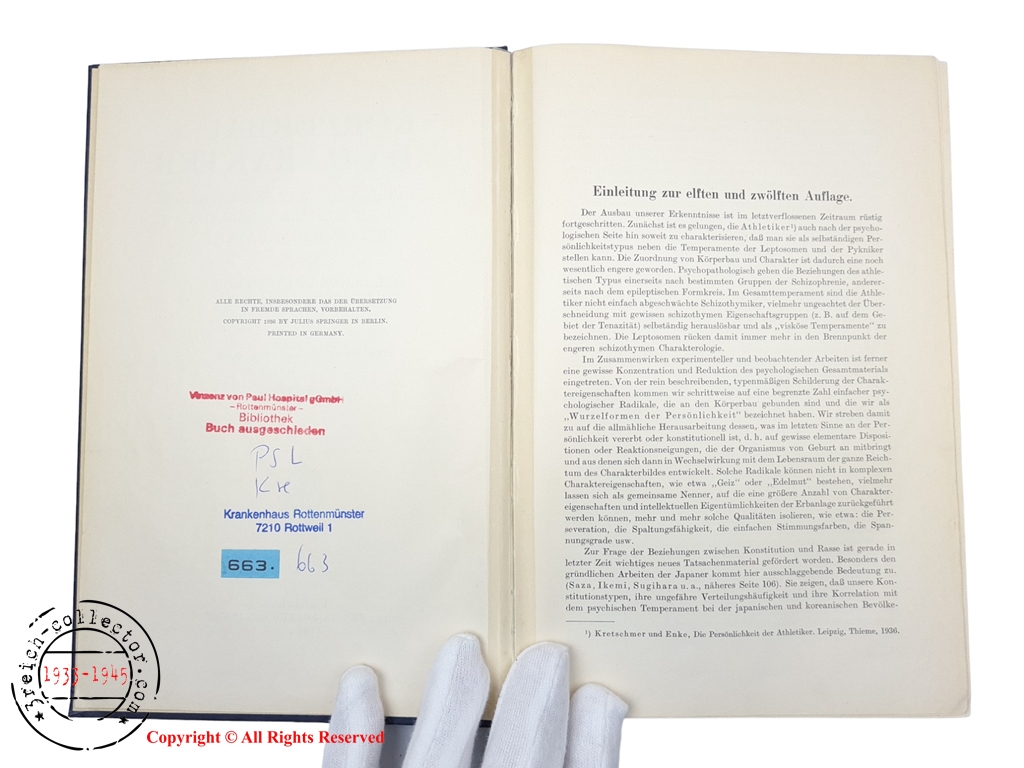 ALLE RECHTE, INSBESONDERE DAS DER ÜBERSETZUNG
IN FREMDE SPRACHEN, VORBEHALTEN.
COPYRIGHT 1936 BY JULIUS SPRINGER IN BERLIN.
PRINTED IN GERMANY.
Vinzenz von Paul Hospital gGmbH
– Rottenmünster –
Bibliothek
Buch ausgeschieden
PSL
Kre
Krankenhaus Rottenmünster
7210 Rottweil 1
663. 663
Einleitung zur elften und zwölften Auflage.
Der Ausbau unserer Erkenntnisse ist im letztverflossenen Zeitraum rüstig
fortgeschritten. Zunächst ist es gelungen, die Athletiker¹) auch nach der psycho-
logischen Seite hin soweit zu charakterisieren, daß man sie als selbständigen Per-
sönlichkeitstypus neben die Temperamente der Leptosomen und der Pykniker
stellen kann. Die Zuordnung von Körperbau und Charakter ist dadurch eine noch
wesentlich engere geworden. Psychopathologisch gehen die Beziehungen des athle-
tischen Typus einerseits nach bestimmten Gruppen der Schizophrenie, anderer-
seits nach dem epileptischen Formkreis. Im Gesamttemperament sind die Athle-
tiker nicht einfach abgeschwächte Schizothymiker, vielmehr ungeachtet der Über-
schneidung mit gewissen schizothymen Eigenschaftsgruppen (z. B. auf dem Ge-
biet der Tenazität) selbständig herauslösbar und als „visköse Temperamente" zu
bezeichnen. Die Leptosomen rücken damit immer mehr in den Brennpunkt der
engeren schizothymen Charakterologie.
Im Zusammenwirken experimenteller und beobachtender Arbeiten ist ferner
eine gewisse Konzentration und Reduktion des psychologischen Gesamtmaterials
eingetreten. Von der rein beschreibenden, typenmäßigen Schilderung der Charak-
tereigenschaften kommen wir schrittweise auf eine begrenzte Zahl einfacher psy-
chologischer Radikale, die an den Körperbau gebunden sind und die wir als
„Wurzelformen der Persönlichkeit" bezeichnet haben. Wir streben damit
zu auf die allmähliche Herausarbeitung dessen, was im letzten Sinne an der Per-
sönlichkeit vererbt oder konstitutionell ist, d. h. auf gewisse elementare Dispositi-
onen oder Reaktionsneigungen, die der Organismus von Geburt an mitbringt
und aus denen sich dann in Wechselwirkung mit dem Lebensraum der ganze Reich-
tum des Charakterbildes entwickelt. Solche Radikale können nicht in komplexen
Charaktereigenschaften, wie etwa „Geiz" oder „Edelmut" bestehen, vielmehr
lassen sich als gemeinsame Nenner, auf die eine größere Anzahl von Charakter-
eigenschaften und intellektuellen Eigentümlichkeiten der Erbanlage zurückgeführt
werden können, mehr und mehr solche Qualitäten isolieren, wie etwa: die Per-
severation, die Spaltungsfähigkeit, die einfachen Stimmungsfarben, die Span-
nungsgrade usw.
Zur Frage der Beziehungen zwischen Konstitution und Rasse ist gerade in
letzter Zeit wichtiges neues Tatsachenmaterial gefördert worden. Besonders den
gründlichen Arbeiten der Japaner kommt hier ausschlaggebende Bedeutung zu.
(Saza, Ikemi, Sugihara u. a., näheres Seite 106). Sie zeigen, daß unsere Kon-
stitutionstypen, ihre ungefähre Verteilungshäufigkeit und ihre Korrelation mit
dem psychischen Temperament bei der japanischen und koreanischen Bevölke-
¹) Kretschmer und Enke, Die Persönlichkeit der Athletiker. Leipzig, Thieme, 1936.
3reich-collector.com
1933-1945
Copyright © All Rights Reserved